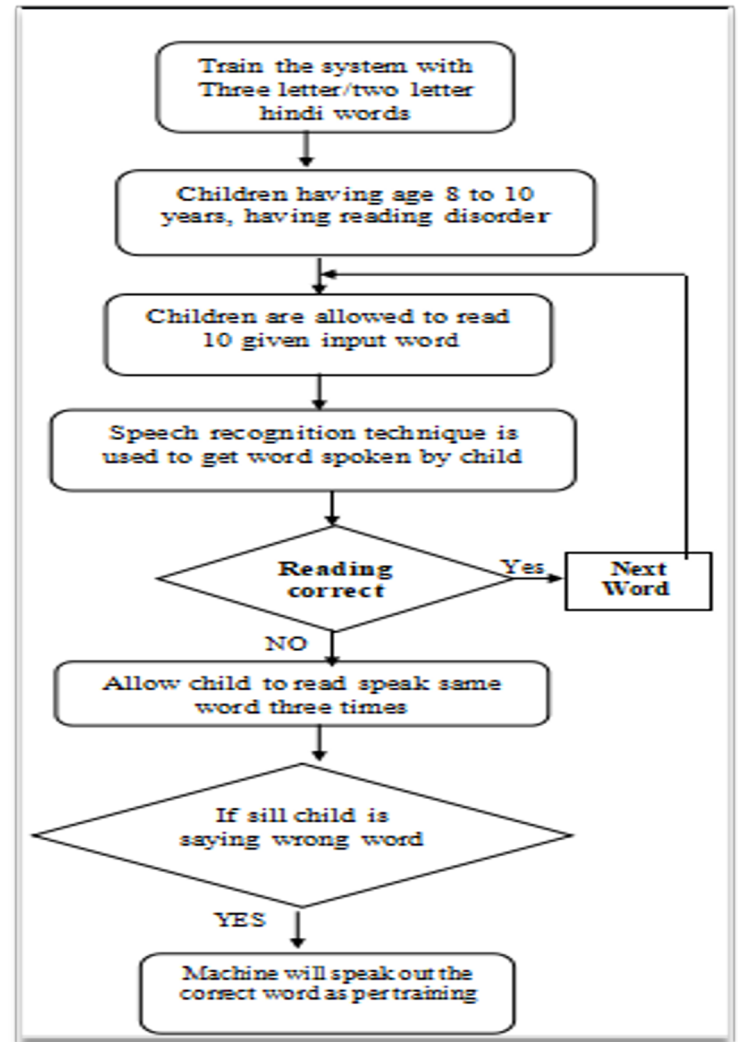 Train the system with
Three letter/two letter
hindi words
Children having age 8 to 10
years, having reading disorder
Children are allowed to read
10 given input word
Speech recognition technique is
used to get word spoken by child
Reading
correct
Yes
Next
Word
NO
Allow child to read speak same
word three times
If sill child is
saying wrong word
YES
Machine will speak out the
correct word as per training